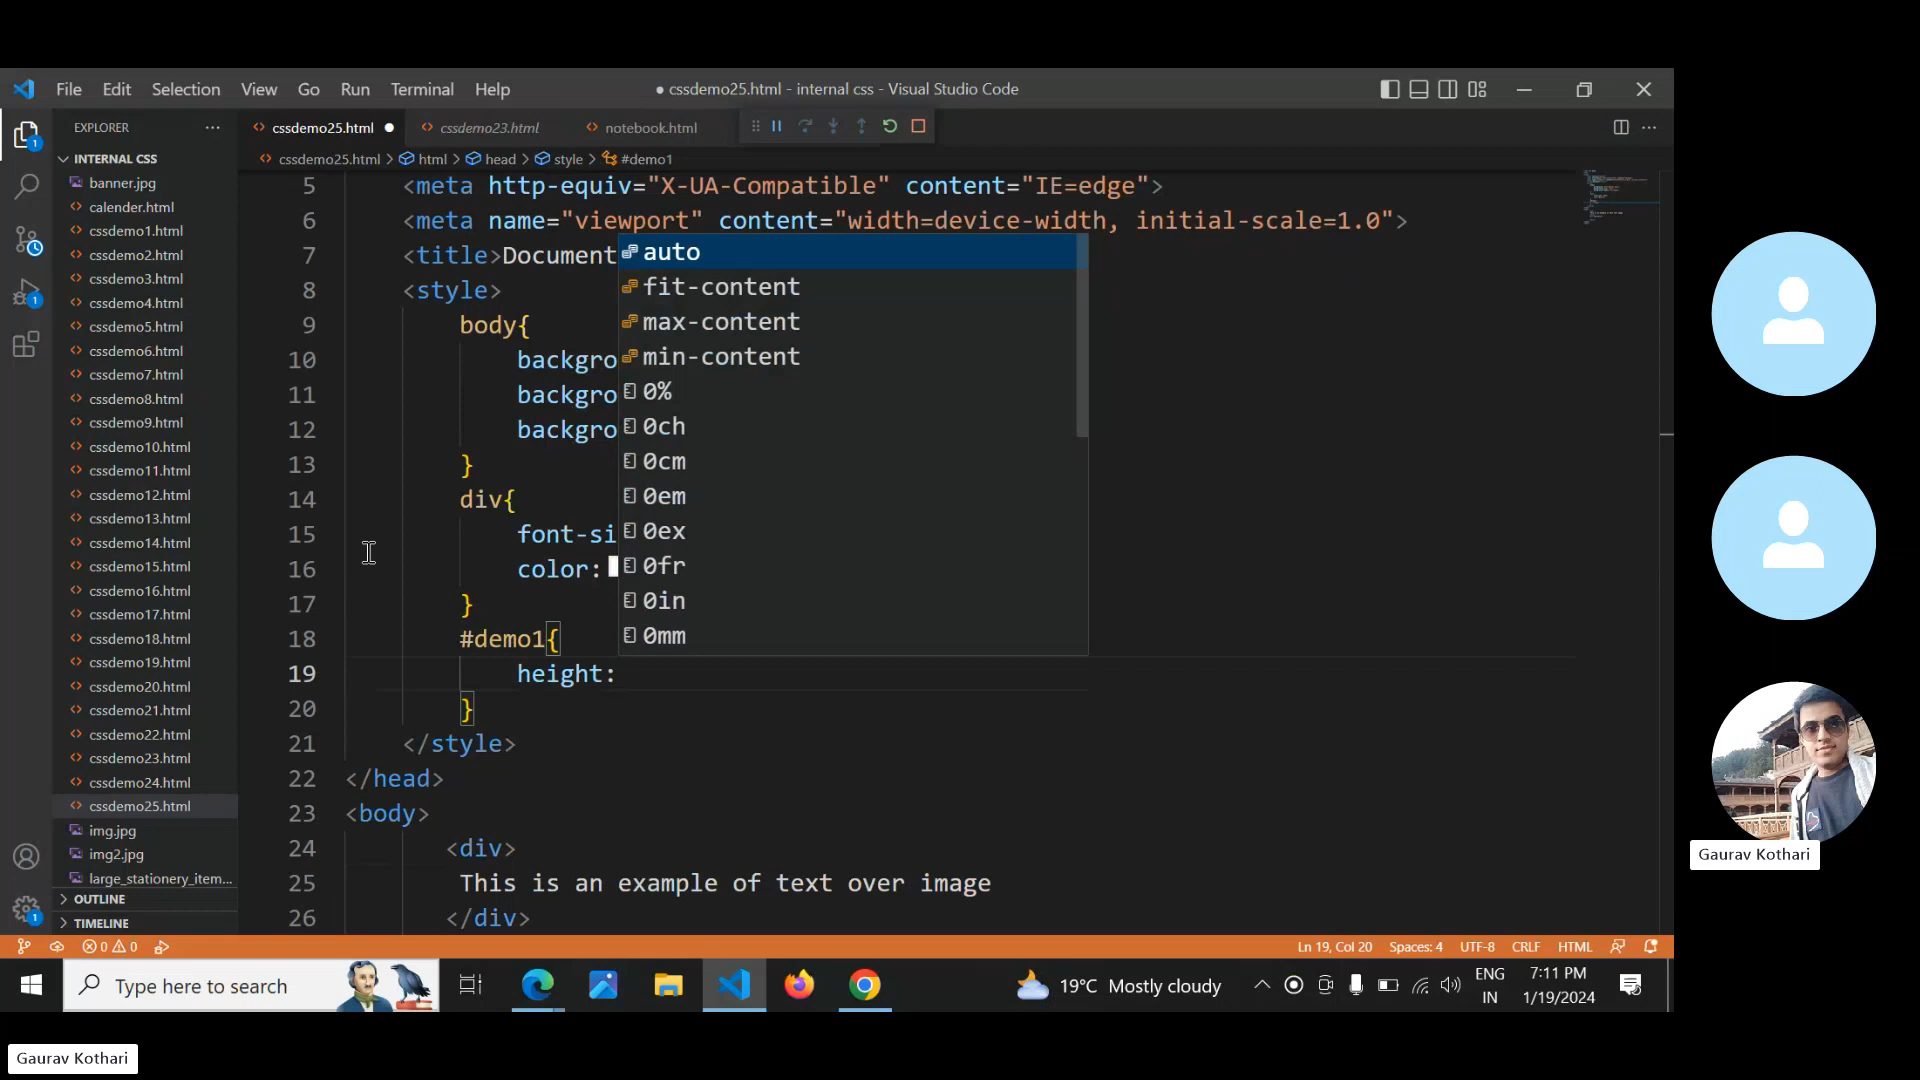 File Edit Selection View Go Run Terminal Help
● cssdemo25.html - internal css - Visual Studio Code
EXPLORER ...
cssdemo25.html ●
cssdemo23.html
notebook.html
...
cssdemo25.html > html > head > style > #demo1
INTERNAL CSS
banner.jpg
calender.html
cssdemo1.html
cssdemo2.html
cssdemo3.html
cssdemo4.html
cssdemo5.html
cssdemo6.html
cssdemo7.html
cssdemo8.html
cssdemo9.html
cssdemo10.html
cssdemo11.html
cssdemo12.html
cssdemo13.html
cssdemo14.html
cssdemo15.html
cssdemo16.html
cssdemo17.html
cssdemo18.html
cssdemo19.html
cssdemo20.html
cssdemo21.html
cssdemo22.html
cssdemo23.html
cssdemo24.html
cssdemo25.html
img.jpg
img2.jpg
large_stationery_item...
OUTLINE
TIMELINE
5 <meta http-equiv="X-UA-Compatible" content="IE=edge">
6 <meta name="viewport" content="width=device-width, initial-scale=1.0">
7 <title>Document
8 <style>
9 body{
10 backgro
11 backgro
12 backgro
13 }
14 div{
15 font-si
16 color:
17 }
18 #demo1{
19 height:
20 }
21 </style>
22 </head>
23 <body>
24 <div>
25 This is an example of text over image
26 </div>
auto
fit-content
max-content
min-content
0%
0ch
0cm
0em
0ex
0fr
0in
0mm
1
1
1
0 0
Ln 19, Col 20 Spaces: 4 UTF-8 CRLF HTML
Type here to search
19°C Mostly cloudy
ENG
IN
7:11 PM
1/19/2024
Gaurav Kothari
Gaurav Kothari